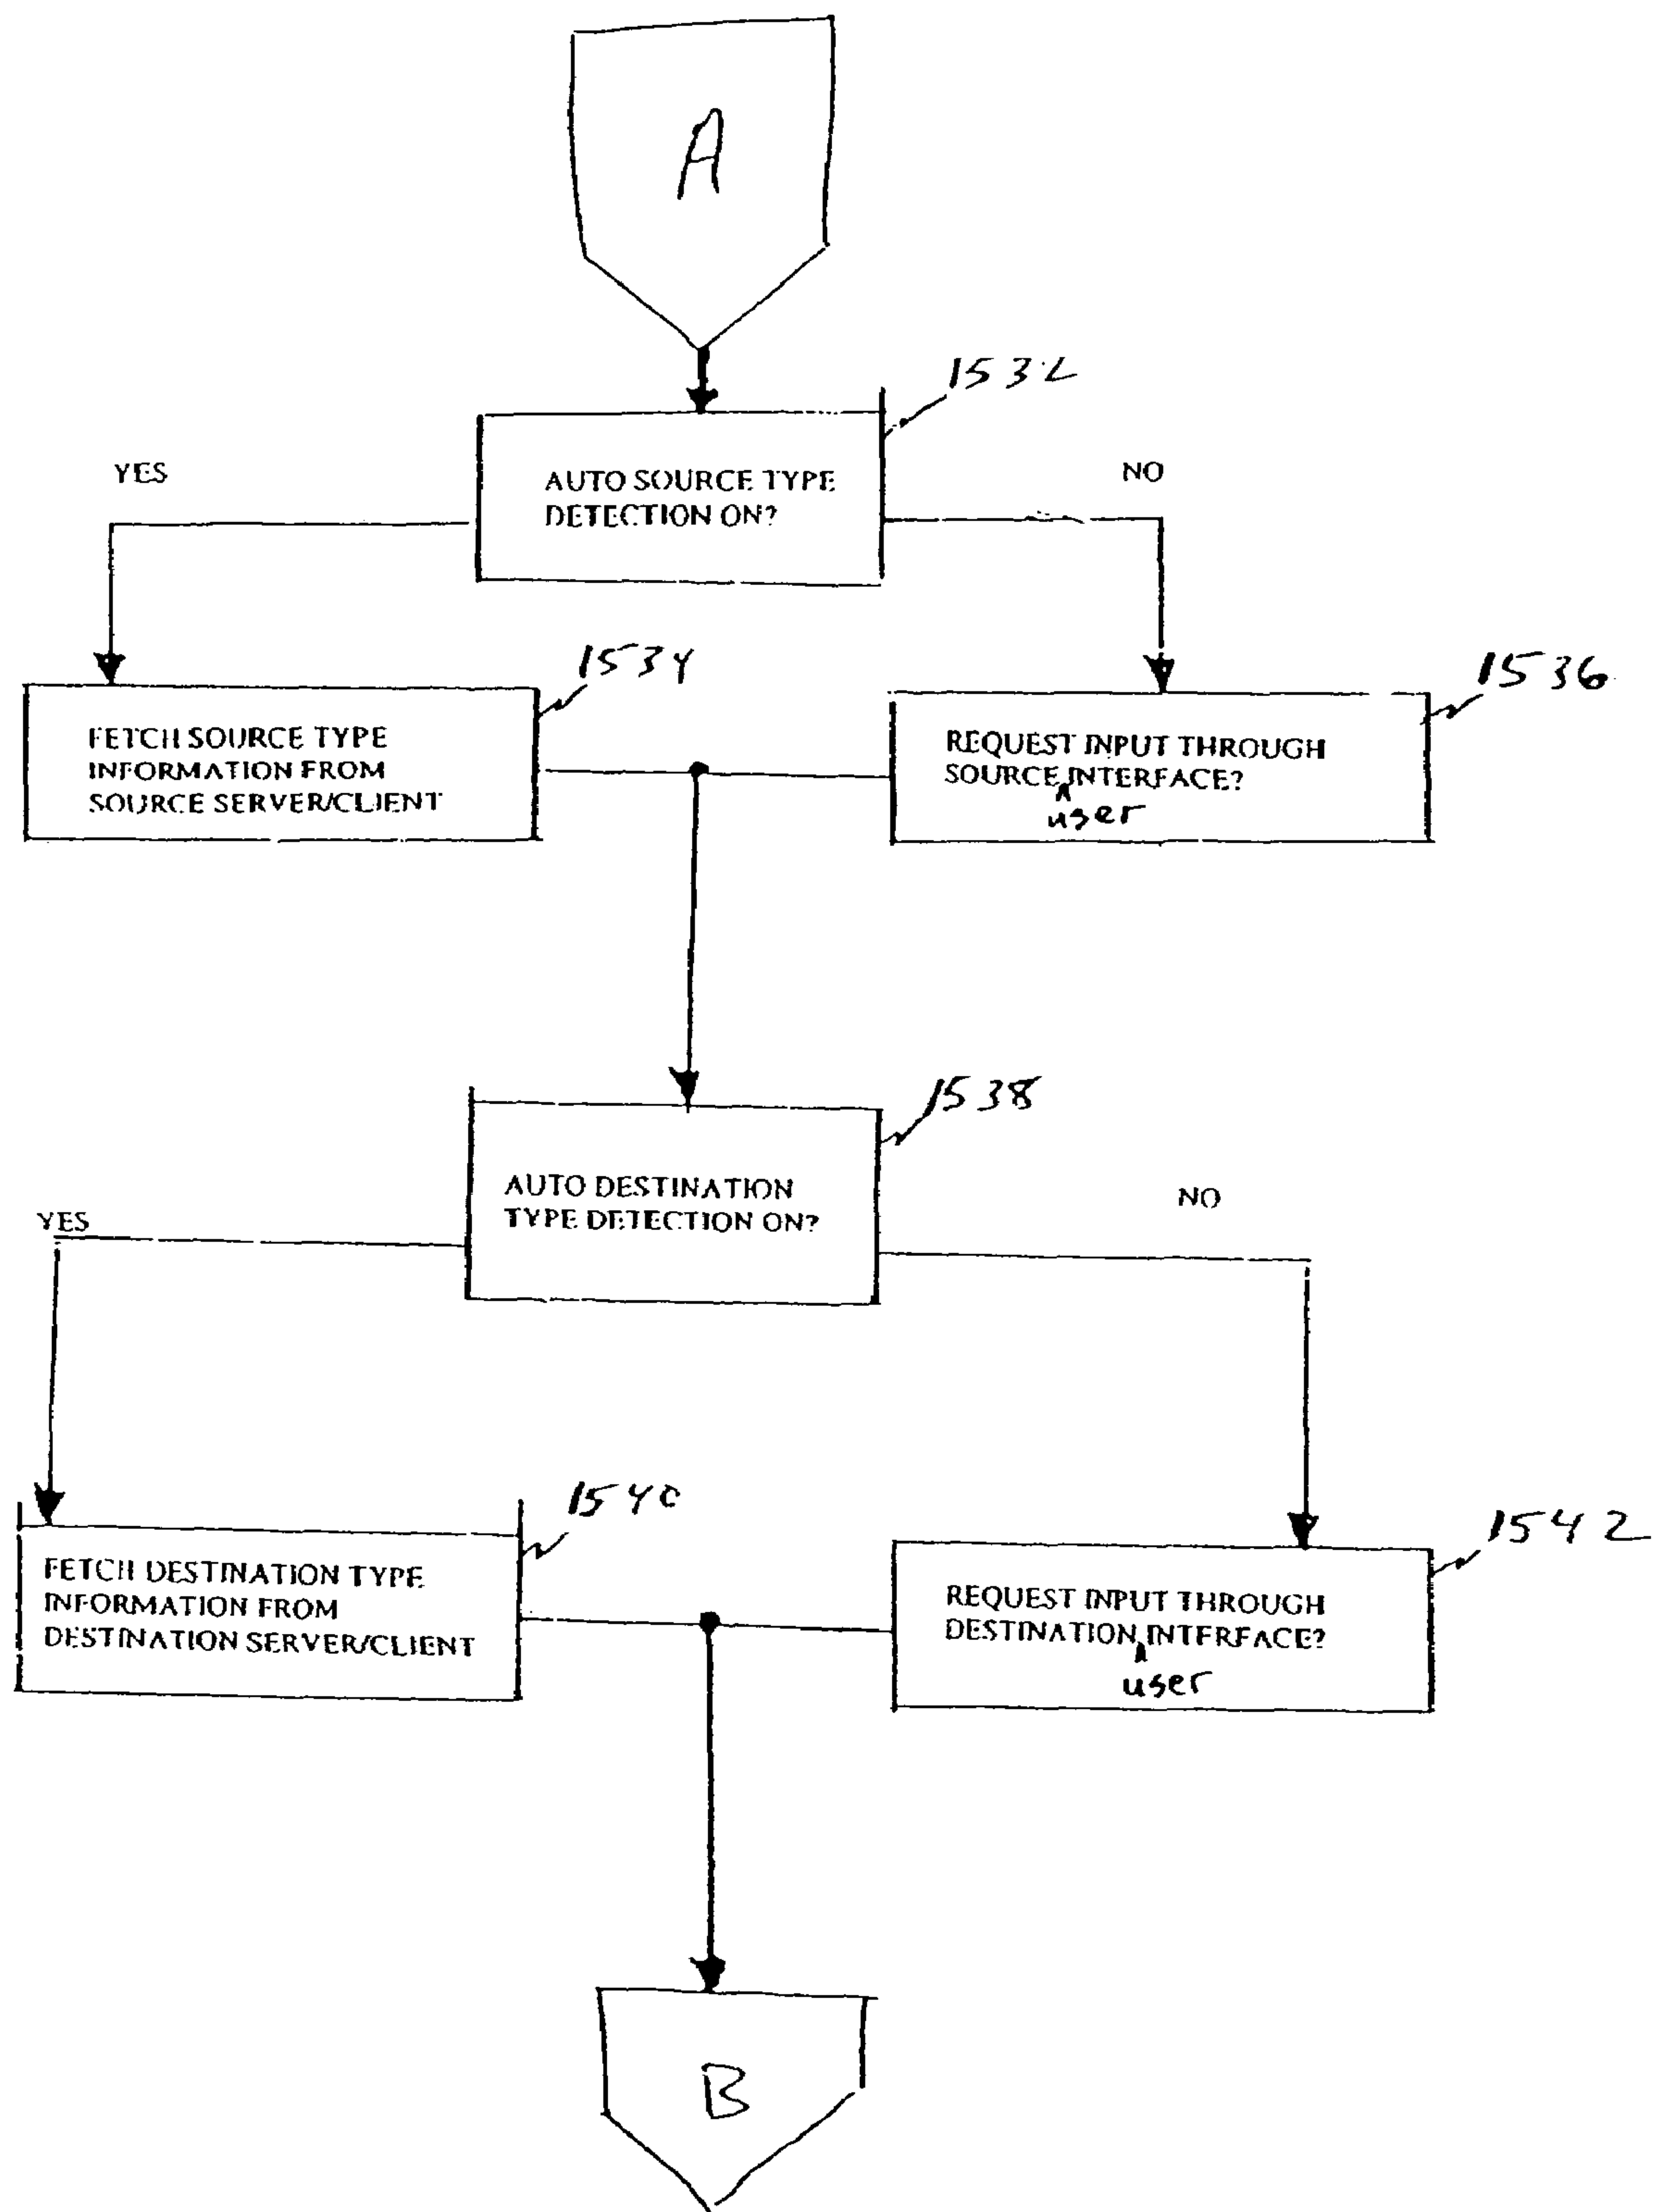 A
1532
YES
AUTO SOURCE TYPE
DETECTION ON?
NO
1534
1536
FETCH SOURCE TYPE
INFORMATION FROM
SOURCE SERVER/CLIENT
REQUEST INPUT THROUGH
SOURCE INTERFACE?
user
1538
YES
AUTO DESTINATION
TYPE DETECTION ON?
NO
1540
1542
FETCH DESTINATION TYPE
INFORMATION FROM
DESTINATION SERVER/CLIENT
REQUEST INPUT THROUGH
DESTINATION INTERFACE?
user
B